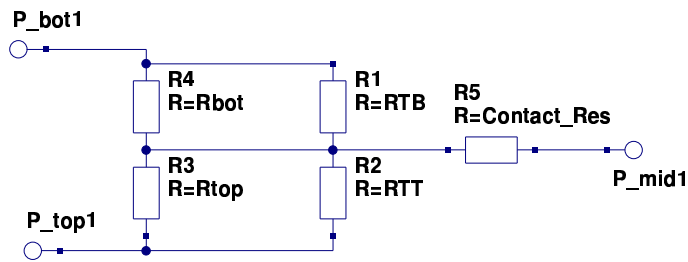 P_bot1
R4
R=Rbot
R1
R=RTB
R5
R=Contact_Res
R3
R=Rtop
R2
R=RTT
P_mid1
P_top1